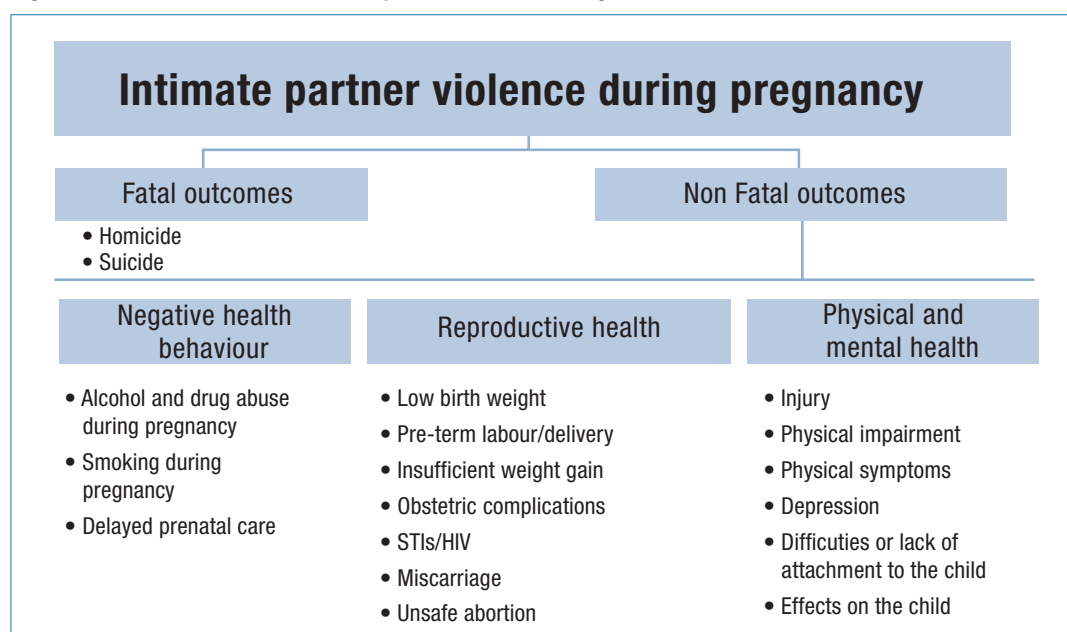 Intimate partner violence during pregnancy
Fatal outcomes
• Homicide
• Suicide
Non Fatal outcomes
Negative health
behaviour
• Alcohol and drug abuse
during pregnancy
• Smoking during
pregnancy
• Delayed prenatal care
Reproductive health
• Low birth weight
• Pre-term labour/delivery
• Insufficient weight gain
• Obstetric complications
• STIs/HIV
• Miscarriage
• Unsafe abortion
Physical and
mental health
• Injury
• Physical impairment
• Physical symptoms
• Depression
• Difficuties or lack of
attachment to the child
• Effects on the child